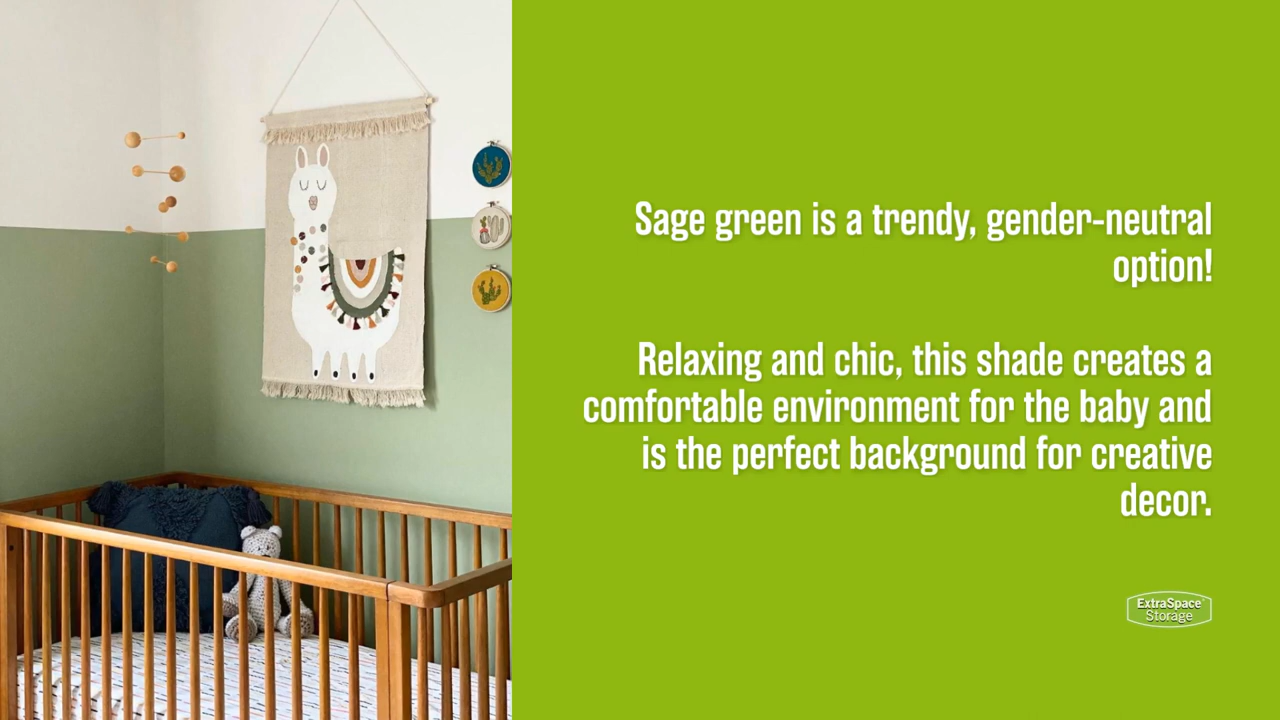 Sage green is a trendy, gender-neutral
option!
Relaxing and chic, this shade creates a
comfortable environment for the baby and
is the perfect background for creative
decor.
ExtraSpace
Storage